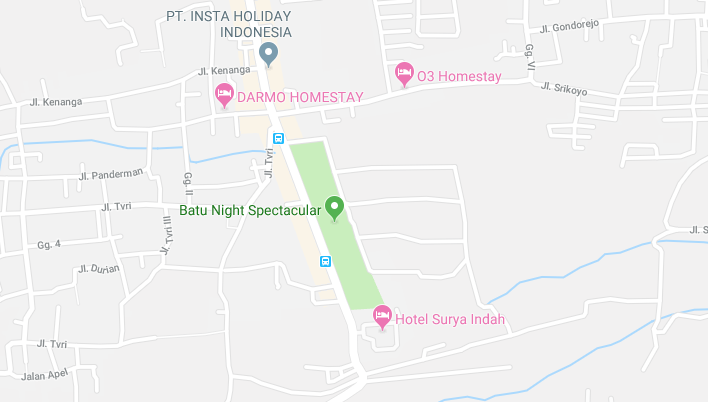 PT. INSTA HOLIDAY
INDONESIA
Jl. Gondorejo
Gg. VI
Jl. Kenanga
O3 Homestay
Jl. Srikoyo
Jl. Kenanga
DARMO HOMESTAY
Jl. Tvri
Jl. Panderman
Gg. II
Jl. Tvri
Batu Night Spectacular
Jl. Tvri III
Jl. S
Gg. 4
Jl. Durian
Hotel Surya Indah
Jl. Tvri
Jalan Apel